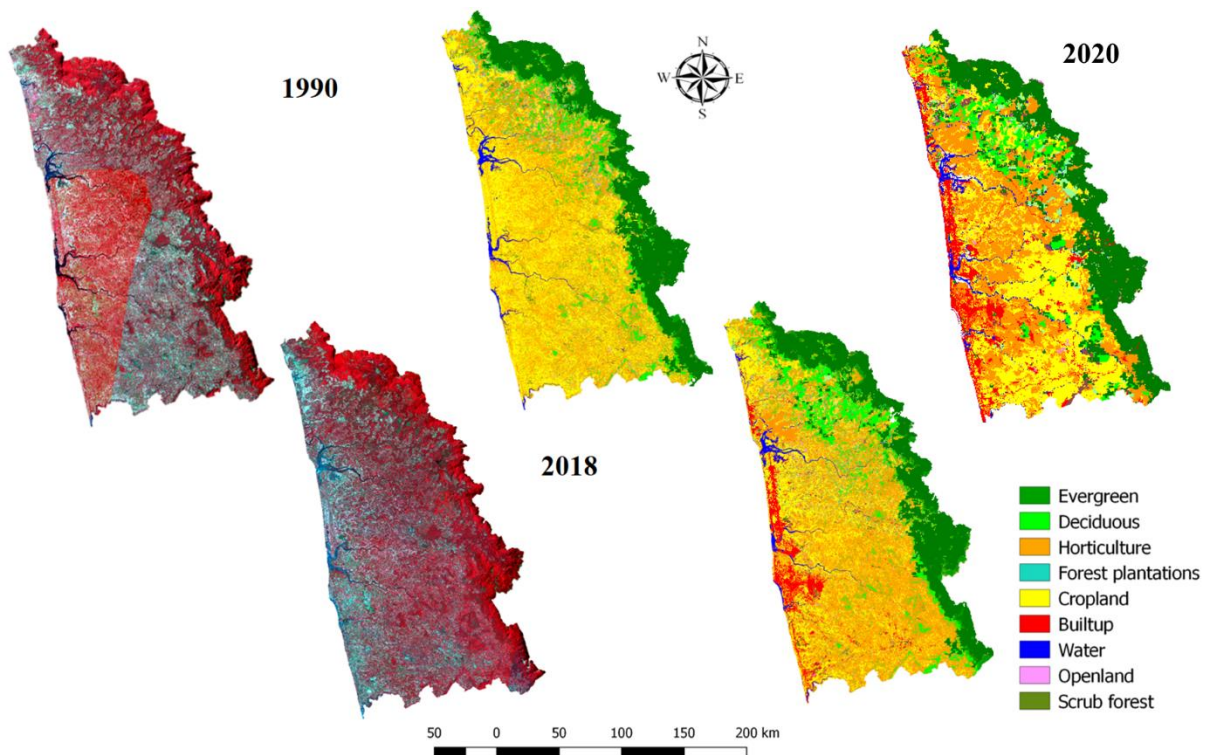 1990
N
W E
S
2020
2018
Evergreen
Deciduous
Horticulture
Forest plantations
Cropland
Builtup
Water
Openland
Scrub forest
50 0 50 100 150 200 km